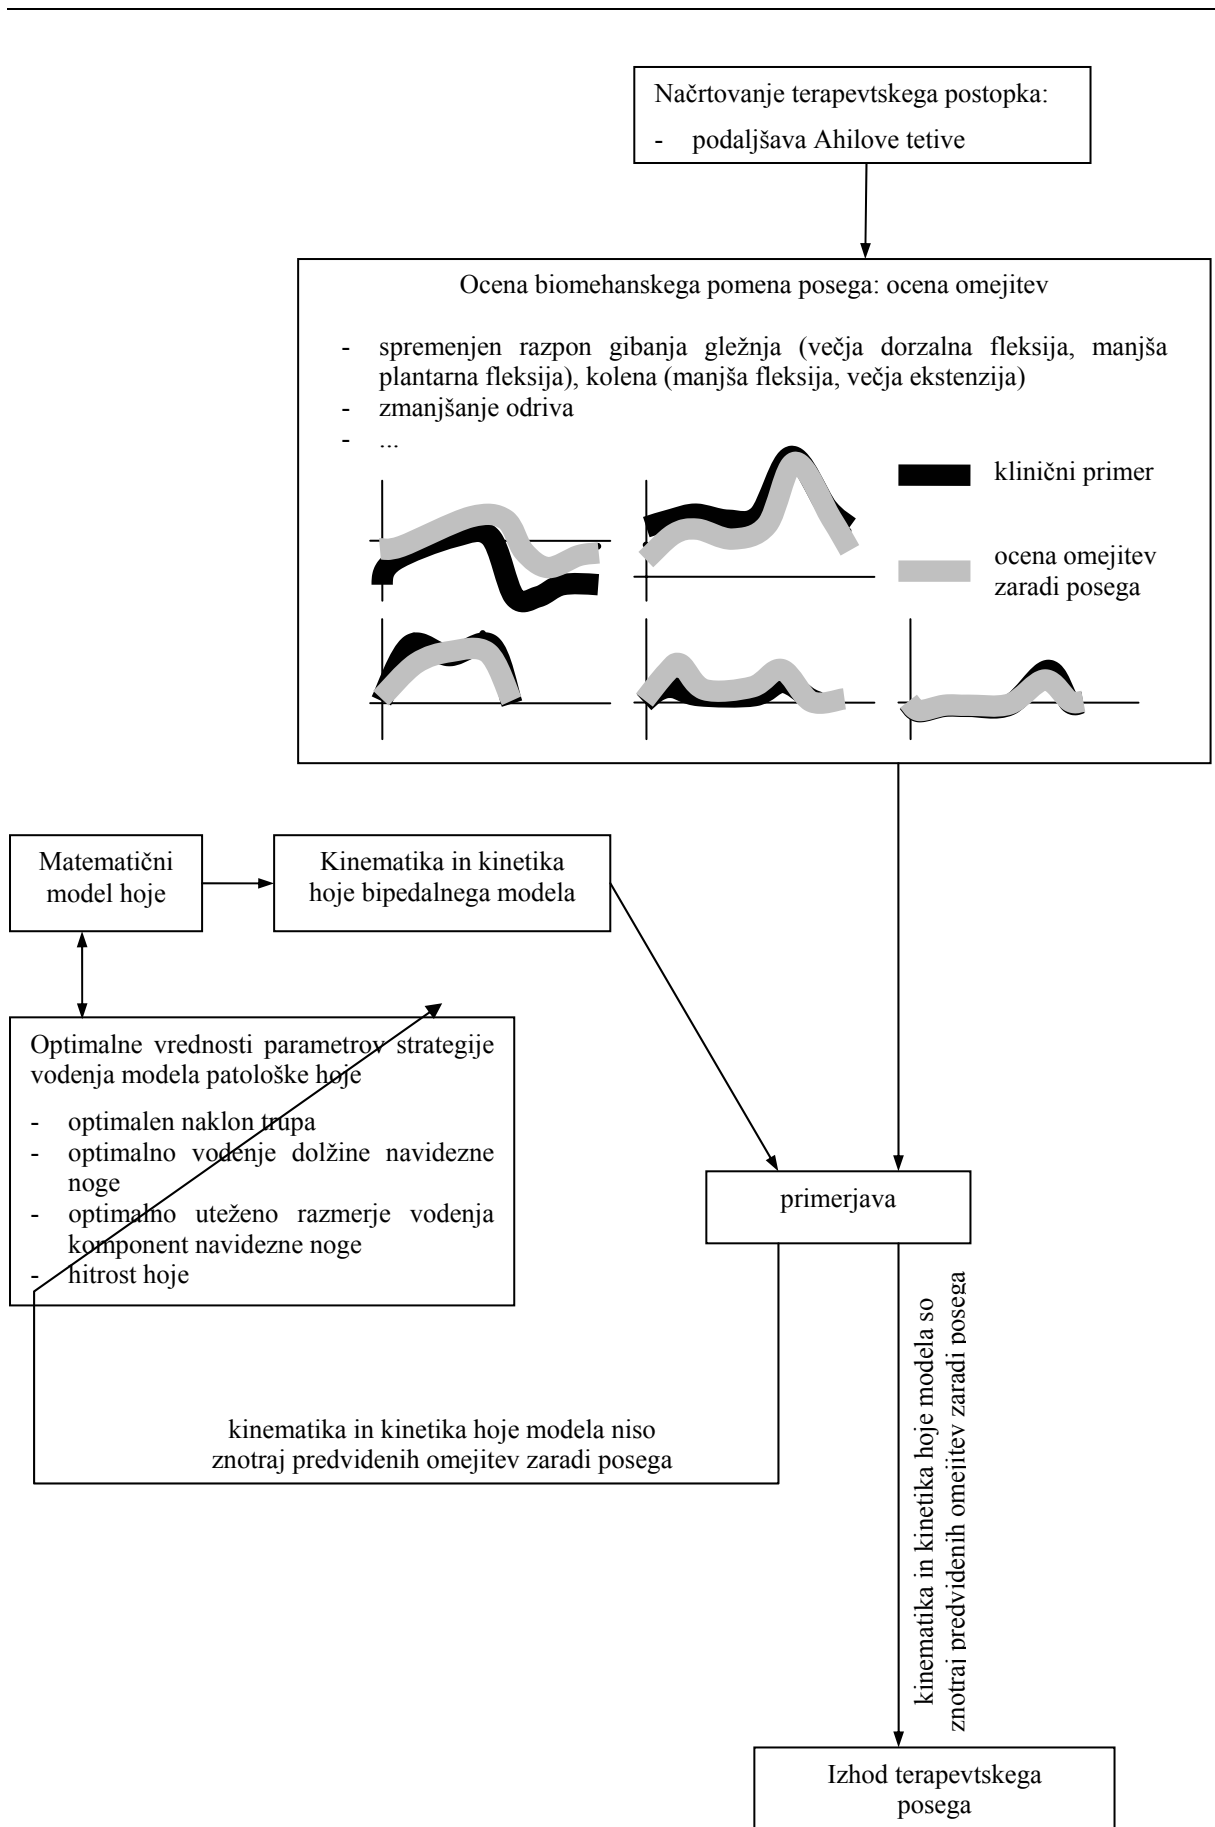 Načrtovanje terapevtskega postopka:
- podaljšava Ahilove tetive
Ocena biomehanskega pomena posega: ocena omejitev
- spremenjen razpon gibanja gležnja (večja dorzalna fleksija, manjša
plantarna fleksija), kolena (manjša fleksija, večja ekstenzija)
- zmanjšanje odriva
- ...
klinični primer
ocena omejitev
zaradi posega
Matematični
model hoje
Kinematika in kinetika
hoje bipedalnega modela
Optimalne vrednosti parametrov strategije
vodenja modela patološke hoje
- optimalen naklon trupa
- optimalno vodenje dolžine navidezne
noge
- optimalno uteženo razmerje vodenja
komponent navidezne noge
- hitrost hoje
primerjava
kinematika in kinetika hoje modela niso
znotraj predvidenih omejitev zaradi posega
kinematika in kinetika hoje modela so
znotraj predvidenih omejitev zaradi posega
Izhod terapevtskega
posega